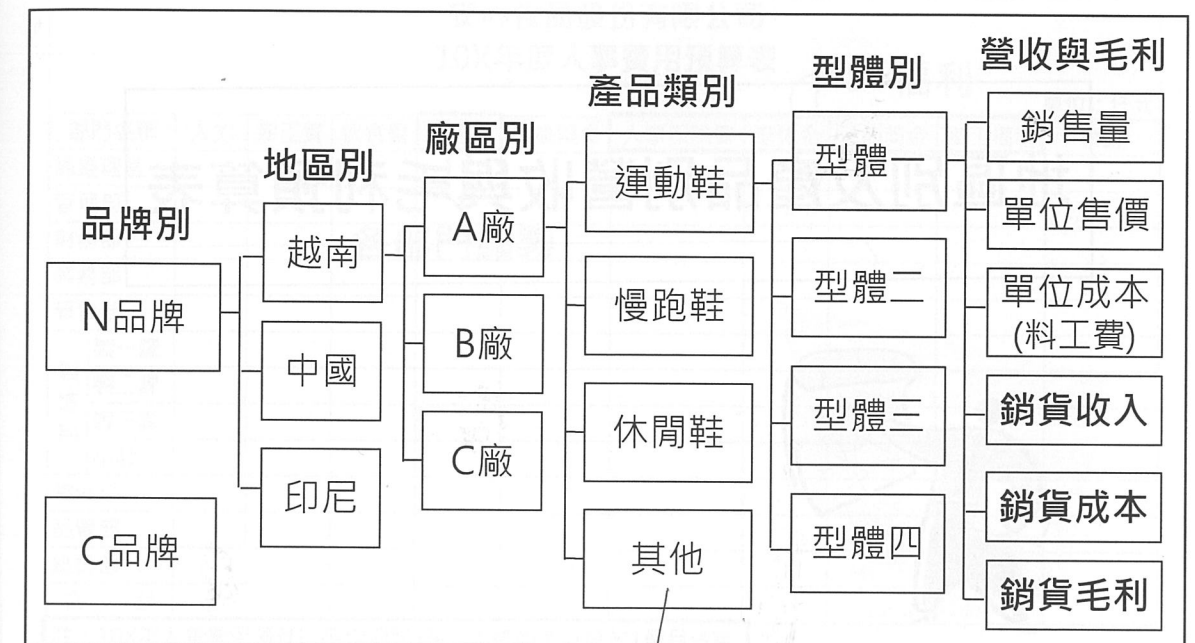 品牌別
N品牌
C品牌
地區別
越南
中國
印尼
廠區別
A廠
B廠
C廠
產品類別
運動鞋
慢跑鞋
休閒鞋
其他
型體別
型體一
型體二
型體三
型體四
營收與毛利
銷售量
單位售價
單位成本
(料工費)
銷貨收入
銷貨成本
銷貨毛利